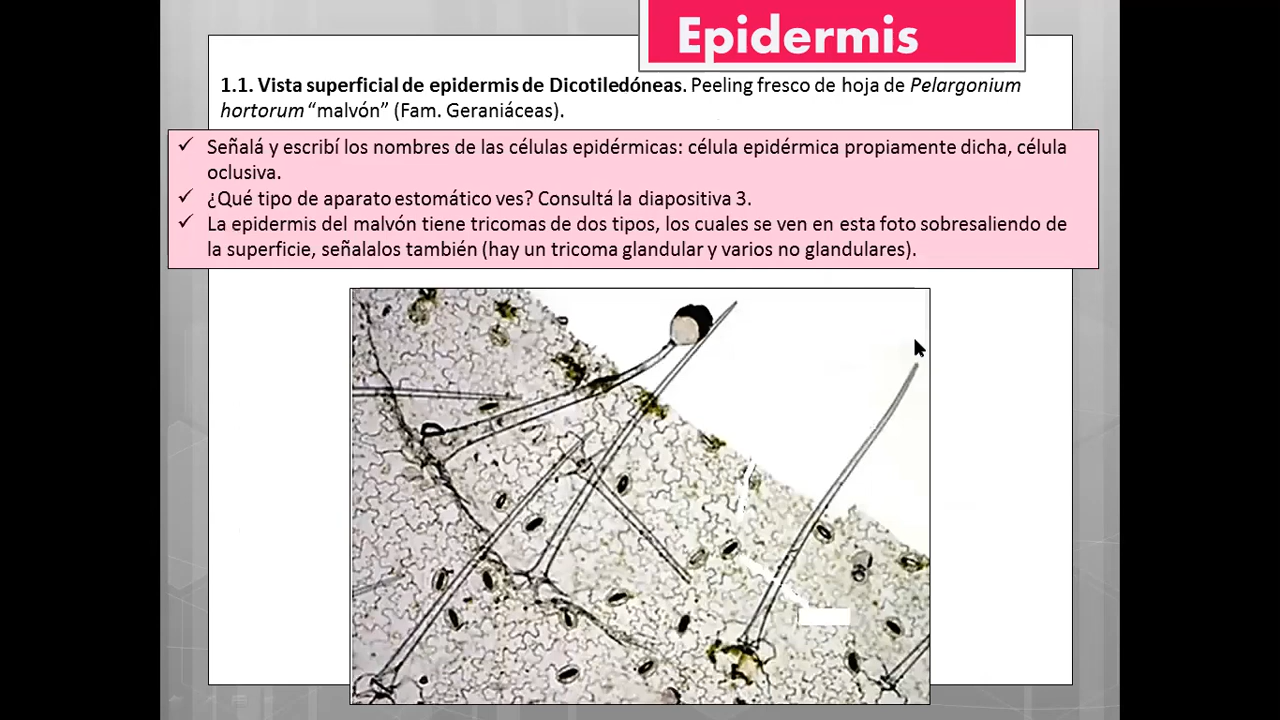 Epidermis
1.1. Vista superficial de epidermis de Dicotiledóneas. Peeling fresco de hoja de Pelargonium
hortorum “malvón” (Fam. Geraniáceas).
✓ Señalá y escribí los nombres de las células epidérmicas: célula epidérmica propiamente dicha, célula
oclusiva.
✓ ¿Qué tipo de aparato estomático ves? Consultá la diapositiva 3.
✓ La epidermis del malvón tiene tricomas de dos tipos, los cuales se ven en esta foto sobresaliendo de
la superficie, señalalos también (hay un tricoma glandular y varios no glandulares).